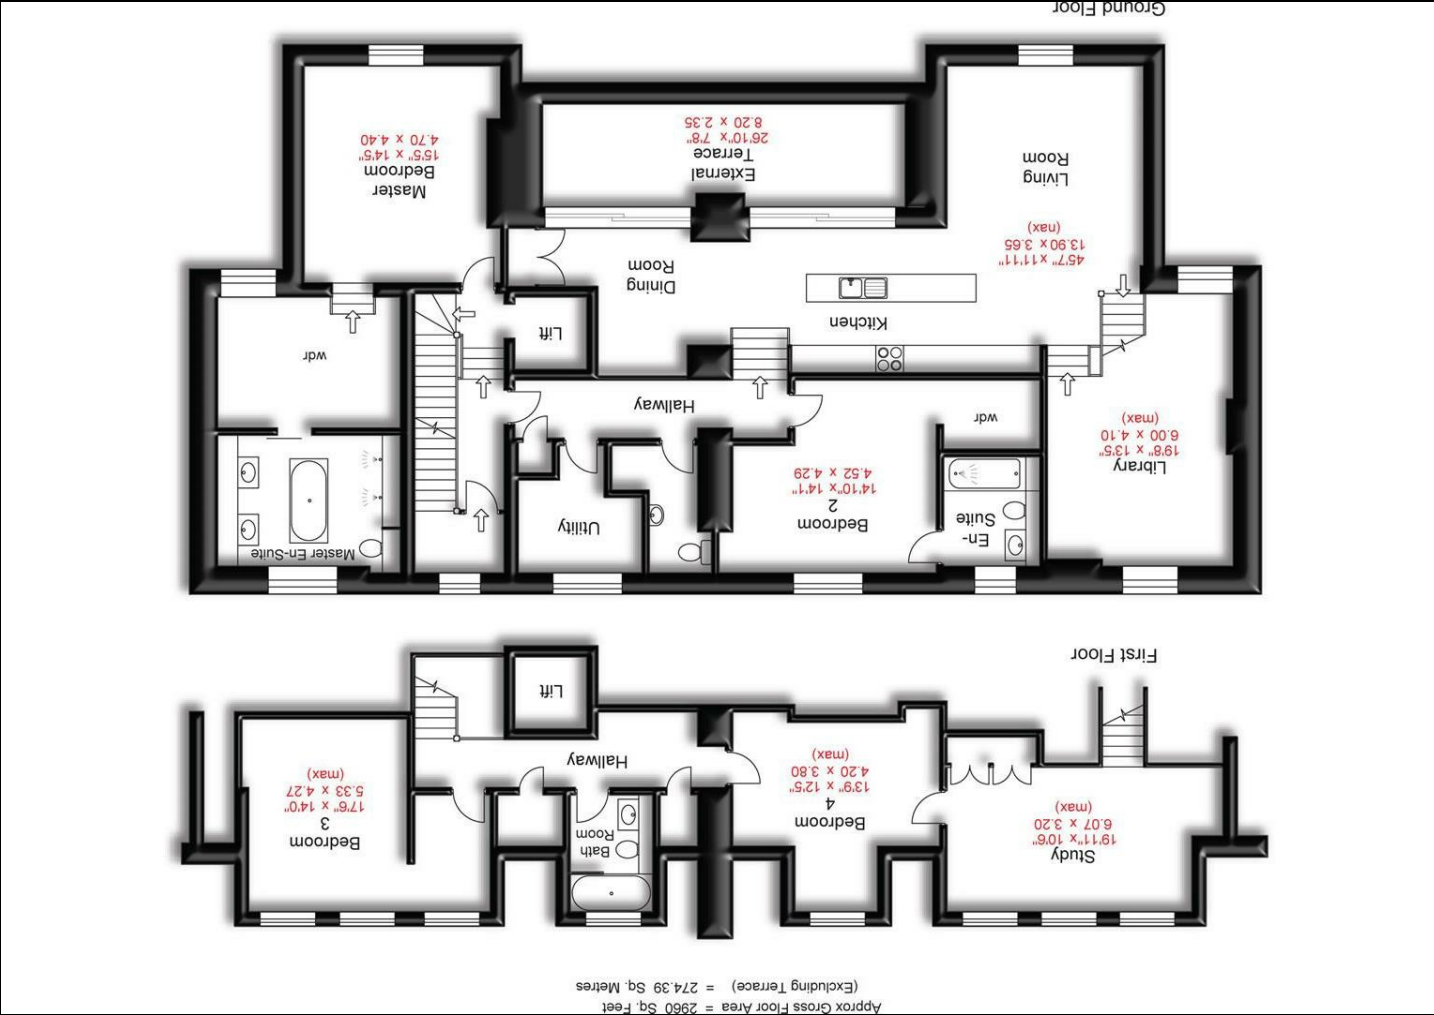 Approx Gross Floor Area = 2960 Sq. Feet
(Excluding Terrace) = 274.39 Sq. Metres
Study
19'11" x 10'6
6.07 x 3.20
(max)
Bedroom
4
13'9" x 12'5
4.20 x 3.80
(max)
Bath
Room
Bedroom
3
17'6" x 14'0"
5.33 x 4.27
(max)
Hallway
Lift
First Floor
En-
Suite
Bedroom
2
14'10" x 14'1"
4.52 x 4.29
Utility
Master En-Suite
Library
19'8" x 13'5"
6.00 x 4.10
(max)
wdr
Hallway
wdr
Kitchen
Lift
Dining
Room
45'7" x 11'11"
13.90 x 3.65
(nax)
Living
Room
External
Terrace
26'10"x 7'8"
8.20 x 2.35
Master
Bedroom
15'5" x 14'5"
4.70 x 4.40
Ground Floor